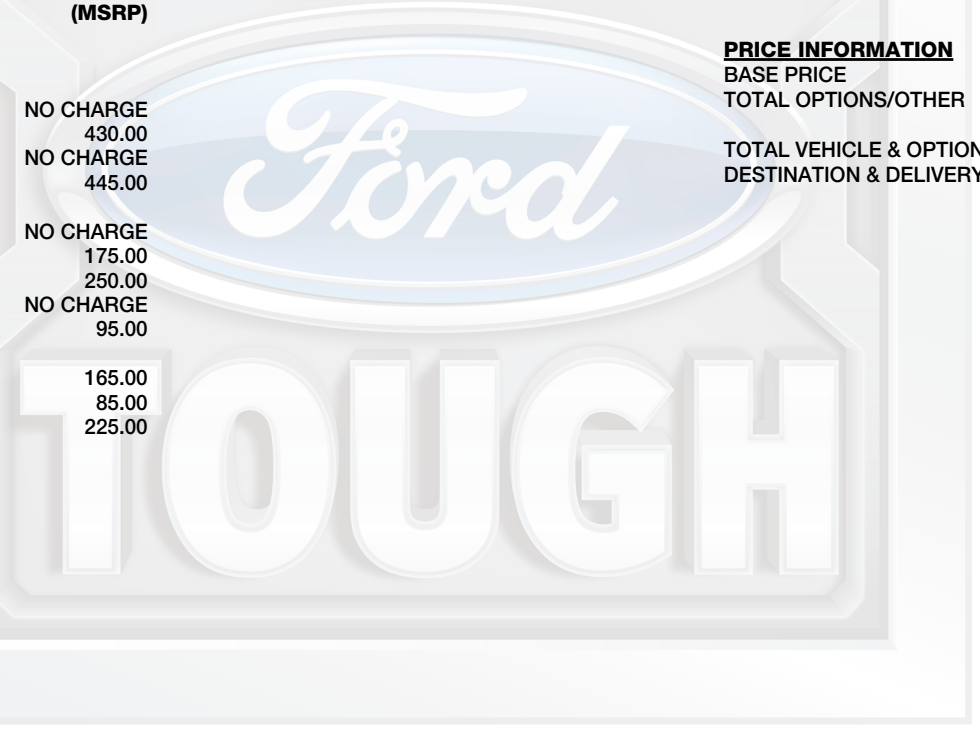 (MSRP)
NO CHARGE
430.00
NO CHARGE
445.00
NO CHARGE
175.00
250.00
NO CHARGE
95.00
165.00
85.00
225.00
PRICE INFORMATION
BASE PRICE
TOTAL OPTIONS/OTHER
TOTAL VEHICLE & OPTION
DESTINATION & DELIVERY
Ford
TOUGH